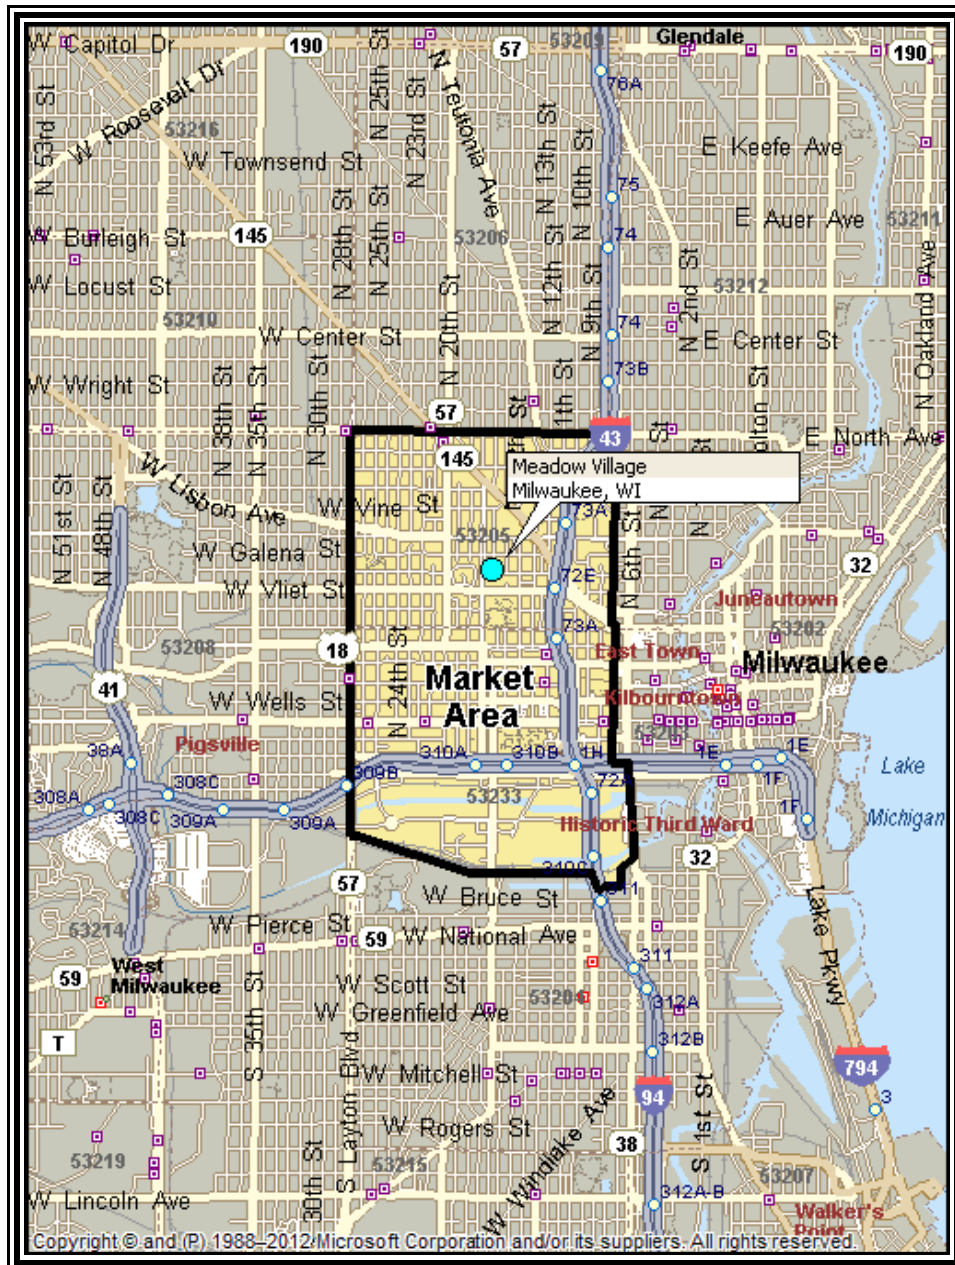 W Capitol Dr
190
57
53209
Glendale
190
N 53rd St
W Roosevelt Dr
53216
N 25th St
N 23rd St
N Teutonia Ave
76A
W Townsend St
N 13th St
N 10th St
E Keefe Ave
75
E Auer Ave
53211
W Burleigh St
145
N 28th St
N 25th St
53206
N 12th St
74
N 2nd St
W Locust St
53212
53210
W Center St
N 20th St
N 9th St
74
E Center St
N Oakland Ave
W Wright St
N 38th St
N 35th St
N 30th St
73B
57
43
E North Ave
145
Meadow Village
Milwaukee, WI
W Lisbon Ave
N 51st St
N 48th St
W Vine St
73A
53205
W Galena St
N 6th St
32
W Vliet St
72E
Juneautown
53202
53208
18
N 24th St
73A
East Town
Milwaukee
41
W Wells St
Market
Area
Kilbourntown
53203
Pigsville
38A
310A
310B
1H
1E
1E
Lake
308A
308C
309B
72A
1F
308C
309A
309A
53233
1F
Michigan
Historic Third Ward
310C
32
57
W Bruce St
311
W Pierce St
53214
59
W National Ave
Lake Pkwy
59
West
Milwaukee
311
W Scott St
53204
312A
T
S 35th St
W Greenfield Ave
312B
S Layton Blvd
W Mitchell St
94
794
3
S 1st St
W Rogers St
38
53219
30th St
53215
W Windlake Ave
53207
W Lincoln Ave
312A-B
Walker's
Point
Copyright © and (P) 1988–2012 Microsoft Corporation and/or its suppliers. All rights reserved.